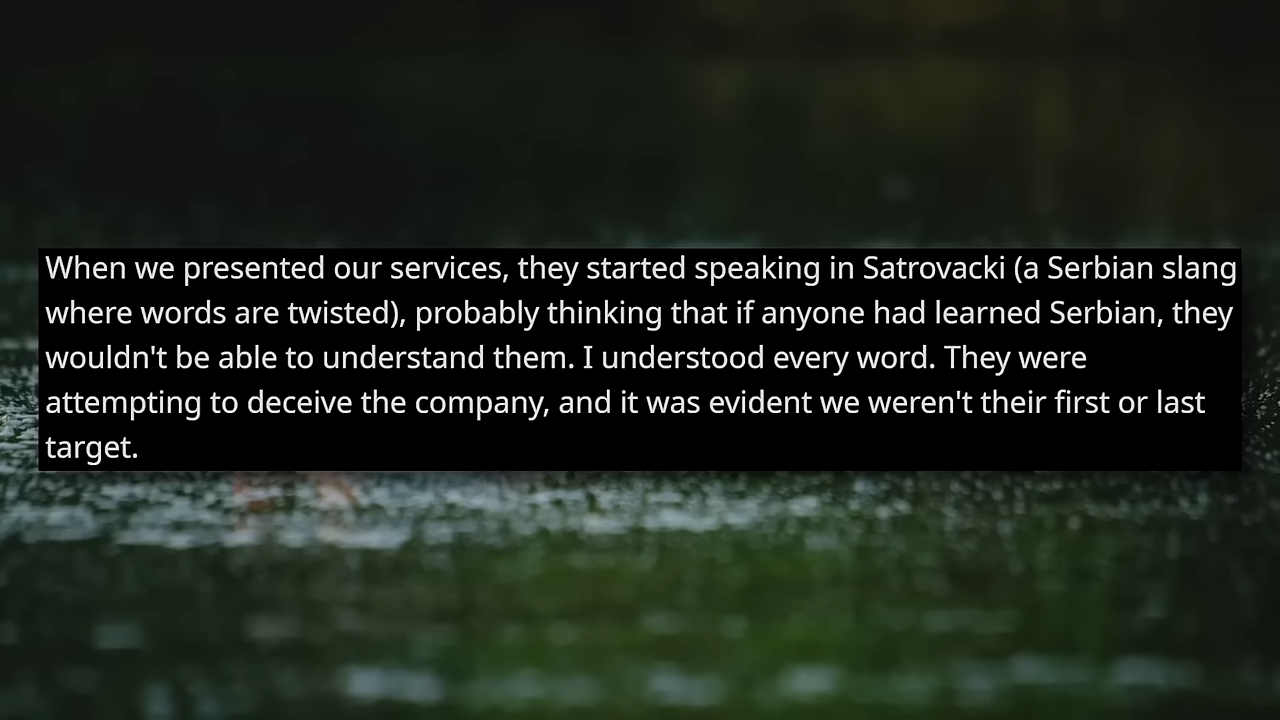 When we presented our services, they started speaking in Satrovacki (a Serbian slang
where words are twisted), probably thinking that if anyone had learned Serbian, they
wouldn't be able to understand them. I understood every word. They were
attempting to deceive the company, and it was evident we weren't their first or last
target.